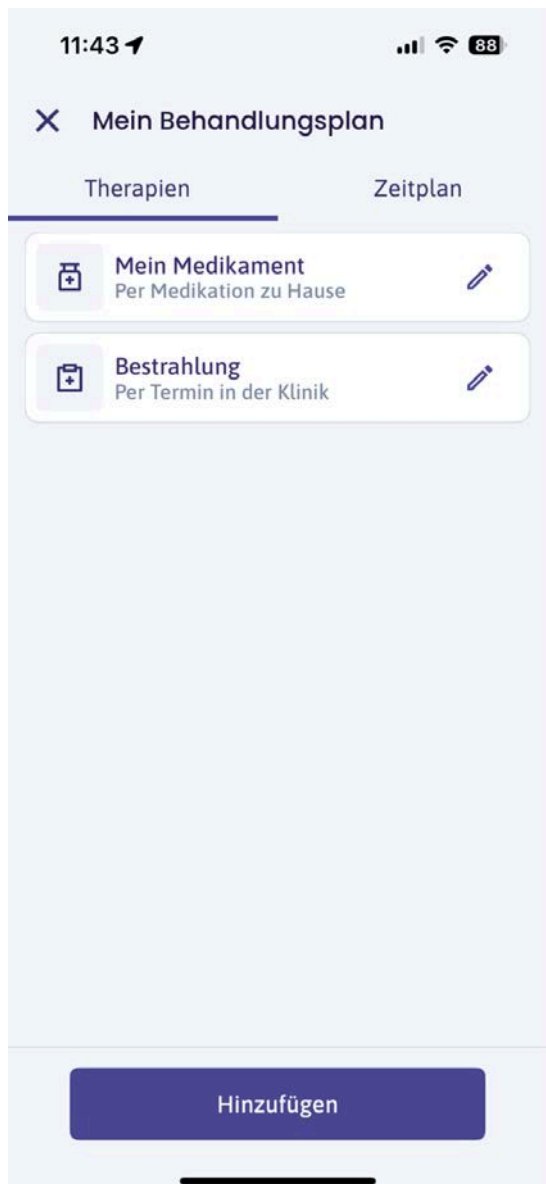 11:43
88
Mein Behandlungsplan
Therapien
Zeitplan
Mein Medikament
Per Medikation zu Hause
Bestrahlung
Per Termin in der Klinik
Hinzufügen